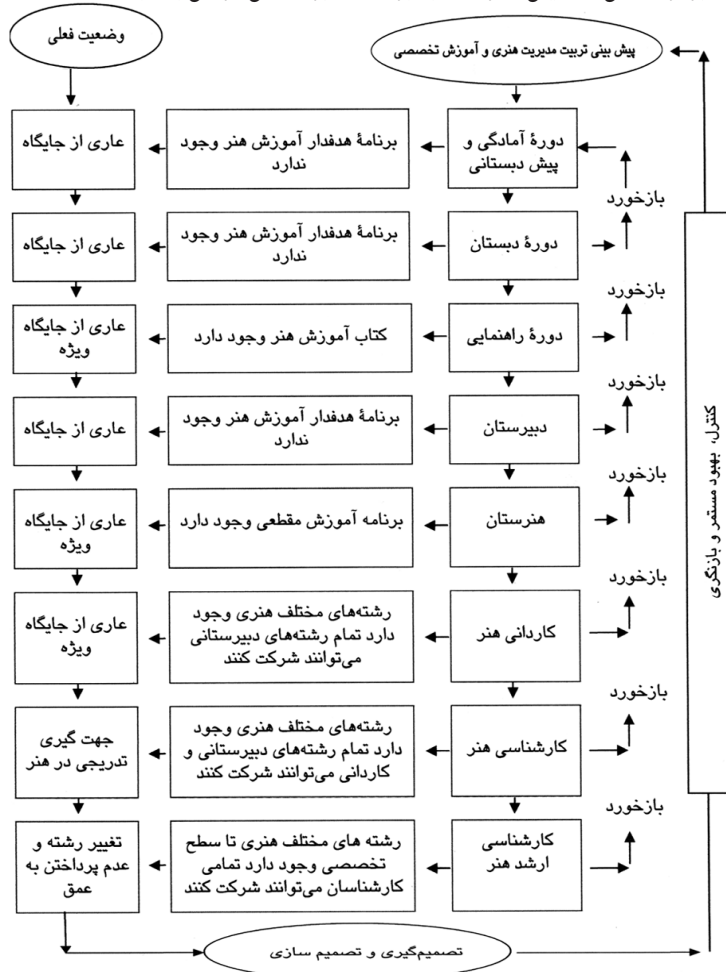 پیش بینی تربیت مدیریت هنری و آموزش تخصصی
وضعیت فعلی
دورۀ آمادگی و
پیش دبستانی
برنامۀ هدفدار آموزش هنر وجود
ندارد
عاری از جایگاه
بازخورد
دورۀ دبستان
برنامۀ هدفدار آموزش هنر وجود
ندارد
عاری از جایگاه
بازخورد
دورۀ راهنمایی
کتاب آموزش هنر وجود دارد
عاری از جایگاه
ویژه
بازخورد
دبیرستان
برنامۀ هدفدار آموزش هنر وجود
ندارد
عاری از جایگاه
بازخورد
هنرستان
برنامه آموزش مقطعی وجود دارد
عاری از جایگاه
ویژه
بازخورد
کاردانی هنر
رشته‌های مختلف هنری وجود
دارد تمام رشته‌های دبیرستانی
می‌توانند شرکت کنند
عاری از جایگاه
ویژه
بازخورد
کارشناسی هنر
رشته‌های مختلف هنری وجود
دارد تمام رشته‌های دبیرستانی و
کاردانی می‌توانند شرکت کنند
جهت گیری
تدریجی در هنر
بازخورد
کارشناسی
ارشد هنر
رشته های مختلف هنری تا سطح
تخصصی وجود دارد تمامی
کارشناسان می‌توانند شرکت کنند
تغییر رشته و
عدم پرداختن به
عمق
کنترل، بهبود مستمر و بازنگری
تصمیم‌گیری و تصمیم سازی